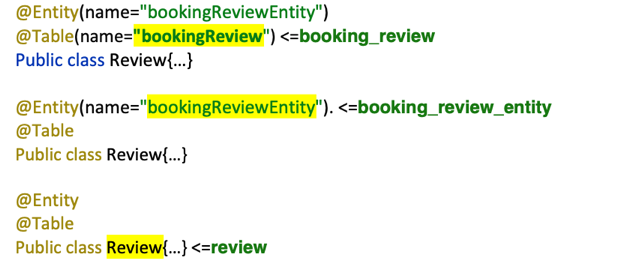 @Entity(name="bookingReviewEntity")
@Table(name="bookingReview") <=booking_review
Public class Review{...}
@Entity(name="bookingReviewEntity"). <=booking_review_entity
@Table
Public class Review{...}
@Entity
@Table
Public class Review{...} <=review